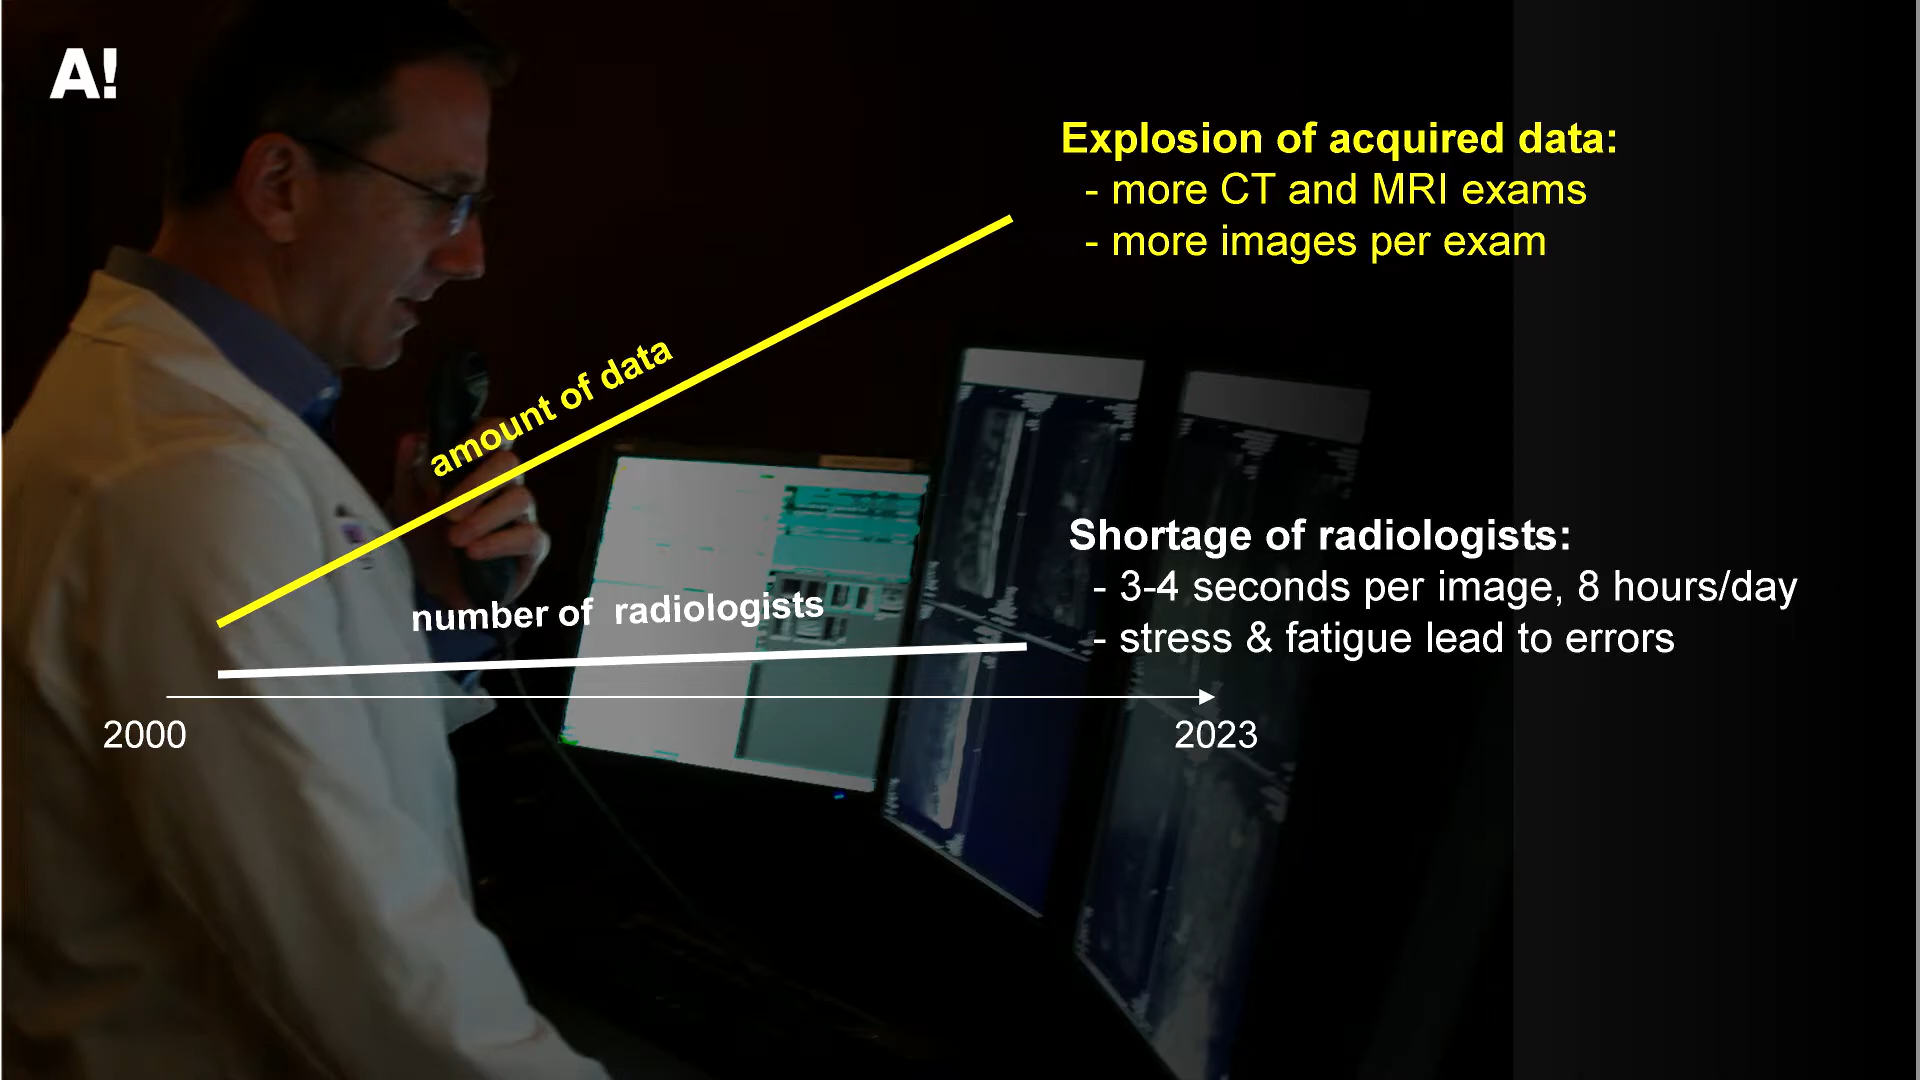 A!
Explosion of acquired data:
- more CT and MRI exams
- more images per exam
amount of data
Shortage of radiologists:
- 3-4 seconds per image, 8 hours/day
- stress & fatigue lead to errors
number of radiologists
2000
2023